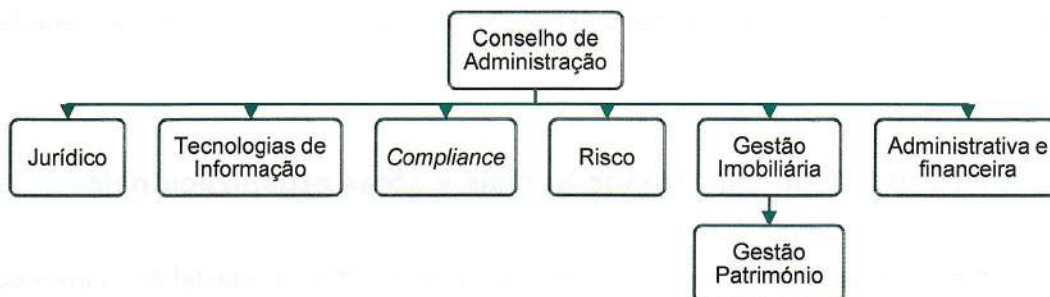 Conselho de
Administração
Jurídico
Tecnologias de
Informação
Compliance
Risco
Gestão
Imobiliária
Administrativa e
financeira
Gestão
Património